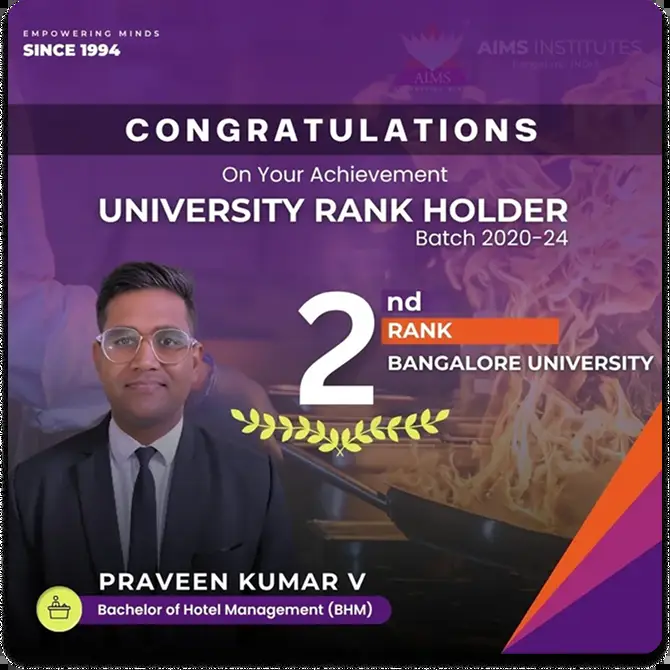 EMPOWERING MINDS
SINCE 1994
AIMS
AIMS INSTITUTES
CONGRATULATIONS
On Your Achievement
UNIVERSITY RANK HOLDER
Batch 2020-24
2nd
RANK
BANGALORE UNIVERSITY
PRAVEEN KUMAR V
Bachelor of Hotel Management (BHM)